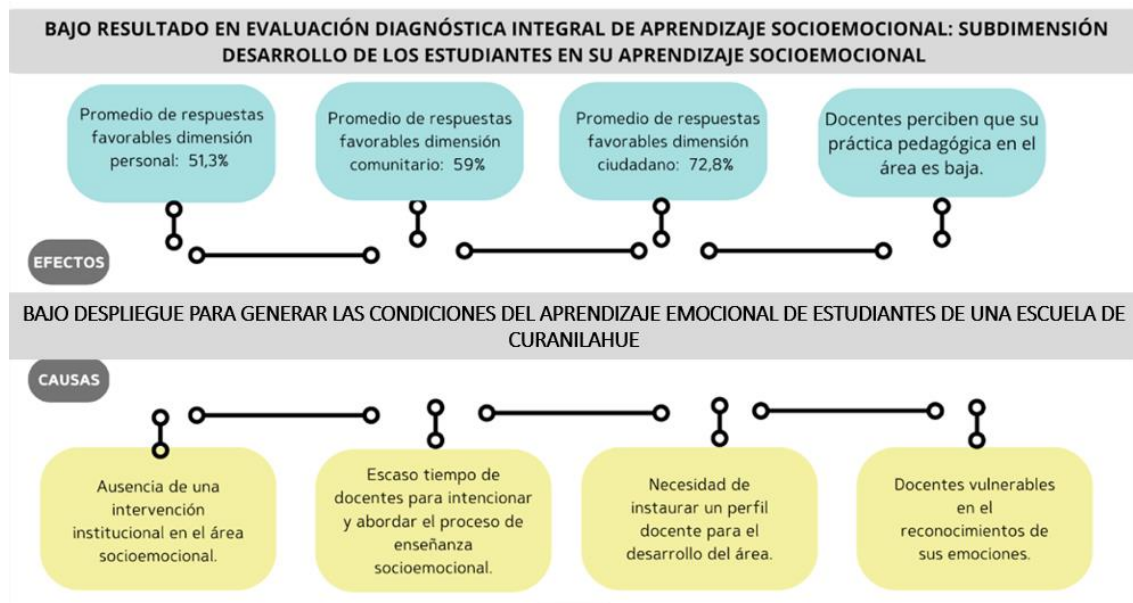 BAJO RESULTADO EN EVALUACIÓN DIAGNÓSTICA INTEGRAL DE APRENDIZAJE SOCIOEMOCIONAL: SUBDIMENSIÓN
DESARROLLO DE LOS ESTUDIANTES EN SU APRENDIZAJE SOCIOEMOCIONAL
Promedio de respuestas
favorables dimensión
personal: 51,3%
Promedio de respuestas
favorables dimensión
comunitario: 59%
Promedio de respuestas
favorables dimensión
ciudadano: 72,8%
Docentes perciben que su
práctica pedagógica en el
área es baja.
EFECTOS
BAJO DESPLIEGUE PARA GENERAR LAS CONDICIONES DEL APRENDIZAJE EMOCIONAL DE ESTUDIANTES DE UNA ESCUELA DE
CURANILAHUE
CAUSAS
Ausencia de una
intervención
institucional en el área
socioemocional.
Escaso tiempo de
docentes para intencionar
y abordar el proceso de
enseñanza
socioemocional.
Necesidad de
instaurar un perfil
docente para el
desarrollo del área.
Docentes vulnerables
en el
reconocimientos de
sus emociones.